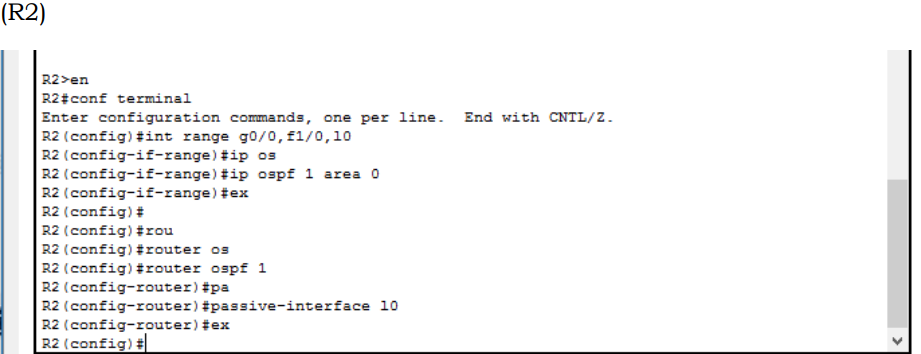 (R2)
R2>en
R2#conf terminal
Enter configuration commands, one per line.  End with CNTL/Z.
R2(config)#int range g0/0,f1/0,l0
R2(config-if-range)#ip os
R2(config-if-range)#ip ospf 1 area 0
R2(config-if-range)#ex
R2(config)#
R2(config)#rou
R2(config)#router os
R2(config)#router ospf 1
R2(config-router)#pa
R2(config-router)#passive-interface l0
R2(config-router)#ex
R2(config)#